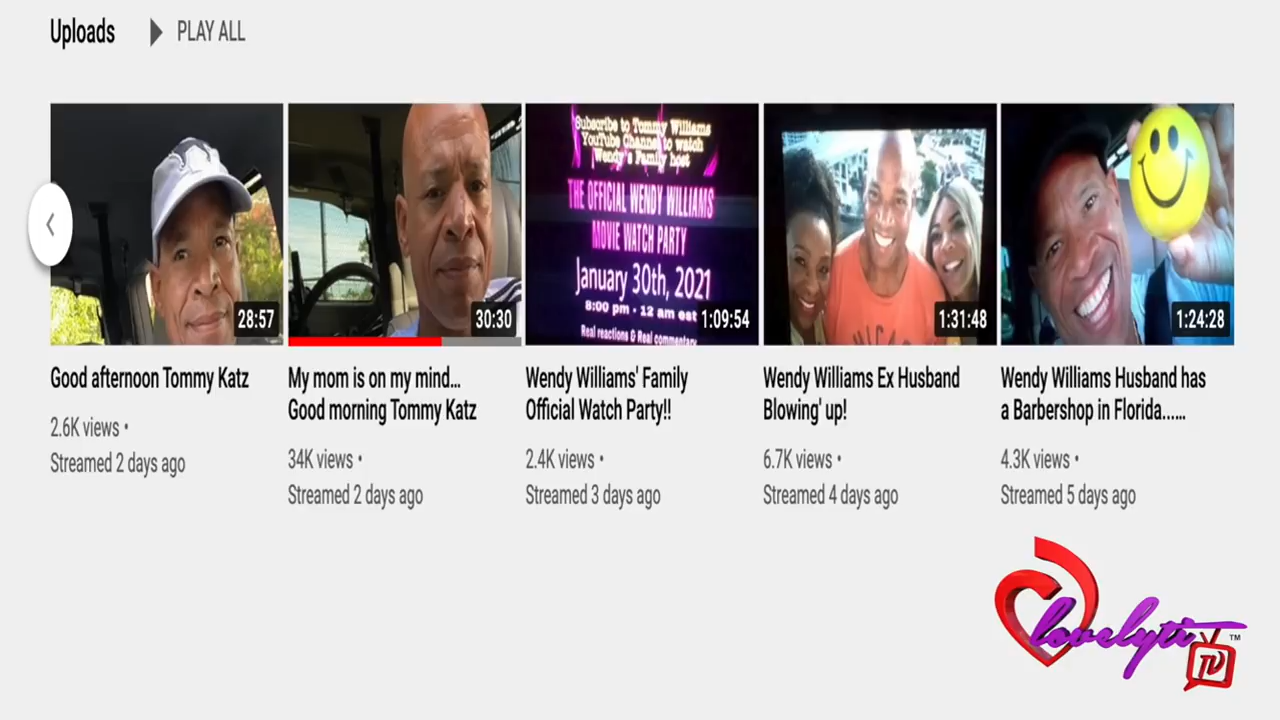 Uploads PLAY ALL
Subscribe to Tommy Williams
YouTube Channel to watch
Wendy's Family host
THE OFFICIAL WENDY WILLIAMS
MOVIE WATCH PARTY
January 30th, 2021
8:00 pm - 12 am est
Real reactions & Real commentary
CHICAGO
28:57
30:30
1:09:54
1:31:48
1:24:28
Good afternoon Tommy Katz
2.6K views •
Streamed 2 days ago
My mom is on my mind...
Good morning Tommy Katz
34K views •
Streamed 2 days ago
Wendy Williams' Family
Official Watch Party!!
2.4K views •
Streamed 3 days ago
Wendy Williams Ex Husband
Blowing' up!
6.7K views •
Streamed 4 days ago
Wendy Williams Husband has
a Barbershop in Florida......
4.3K views •
Streamed 5 days ago
lovelyti TM
TV